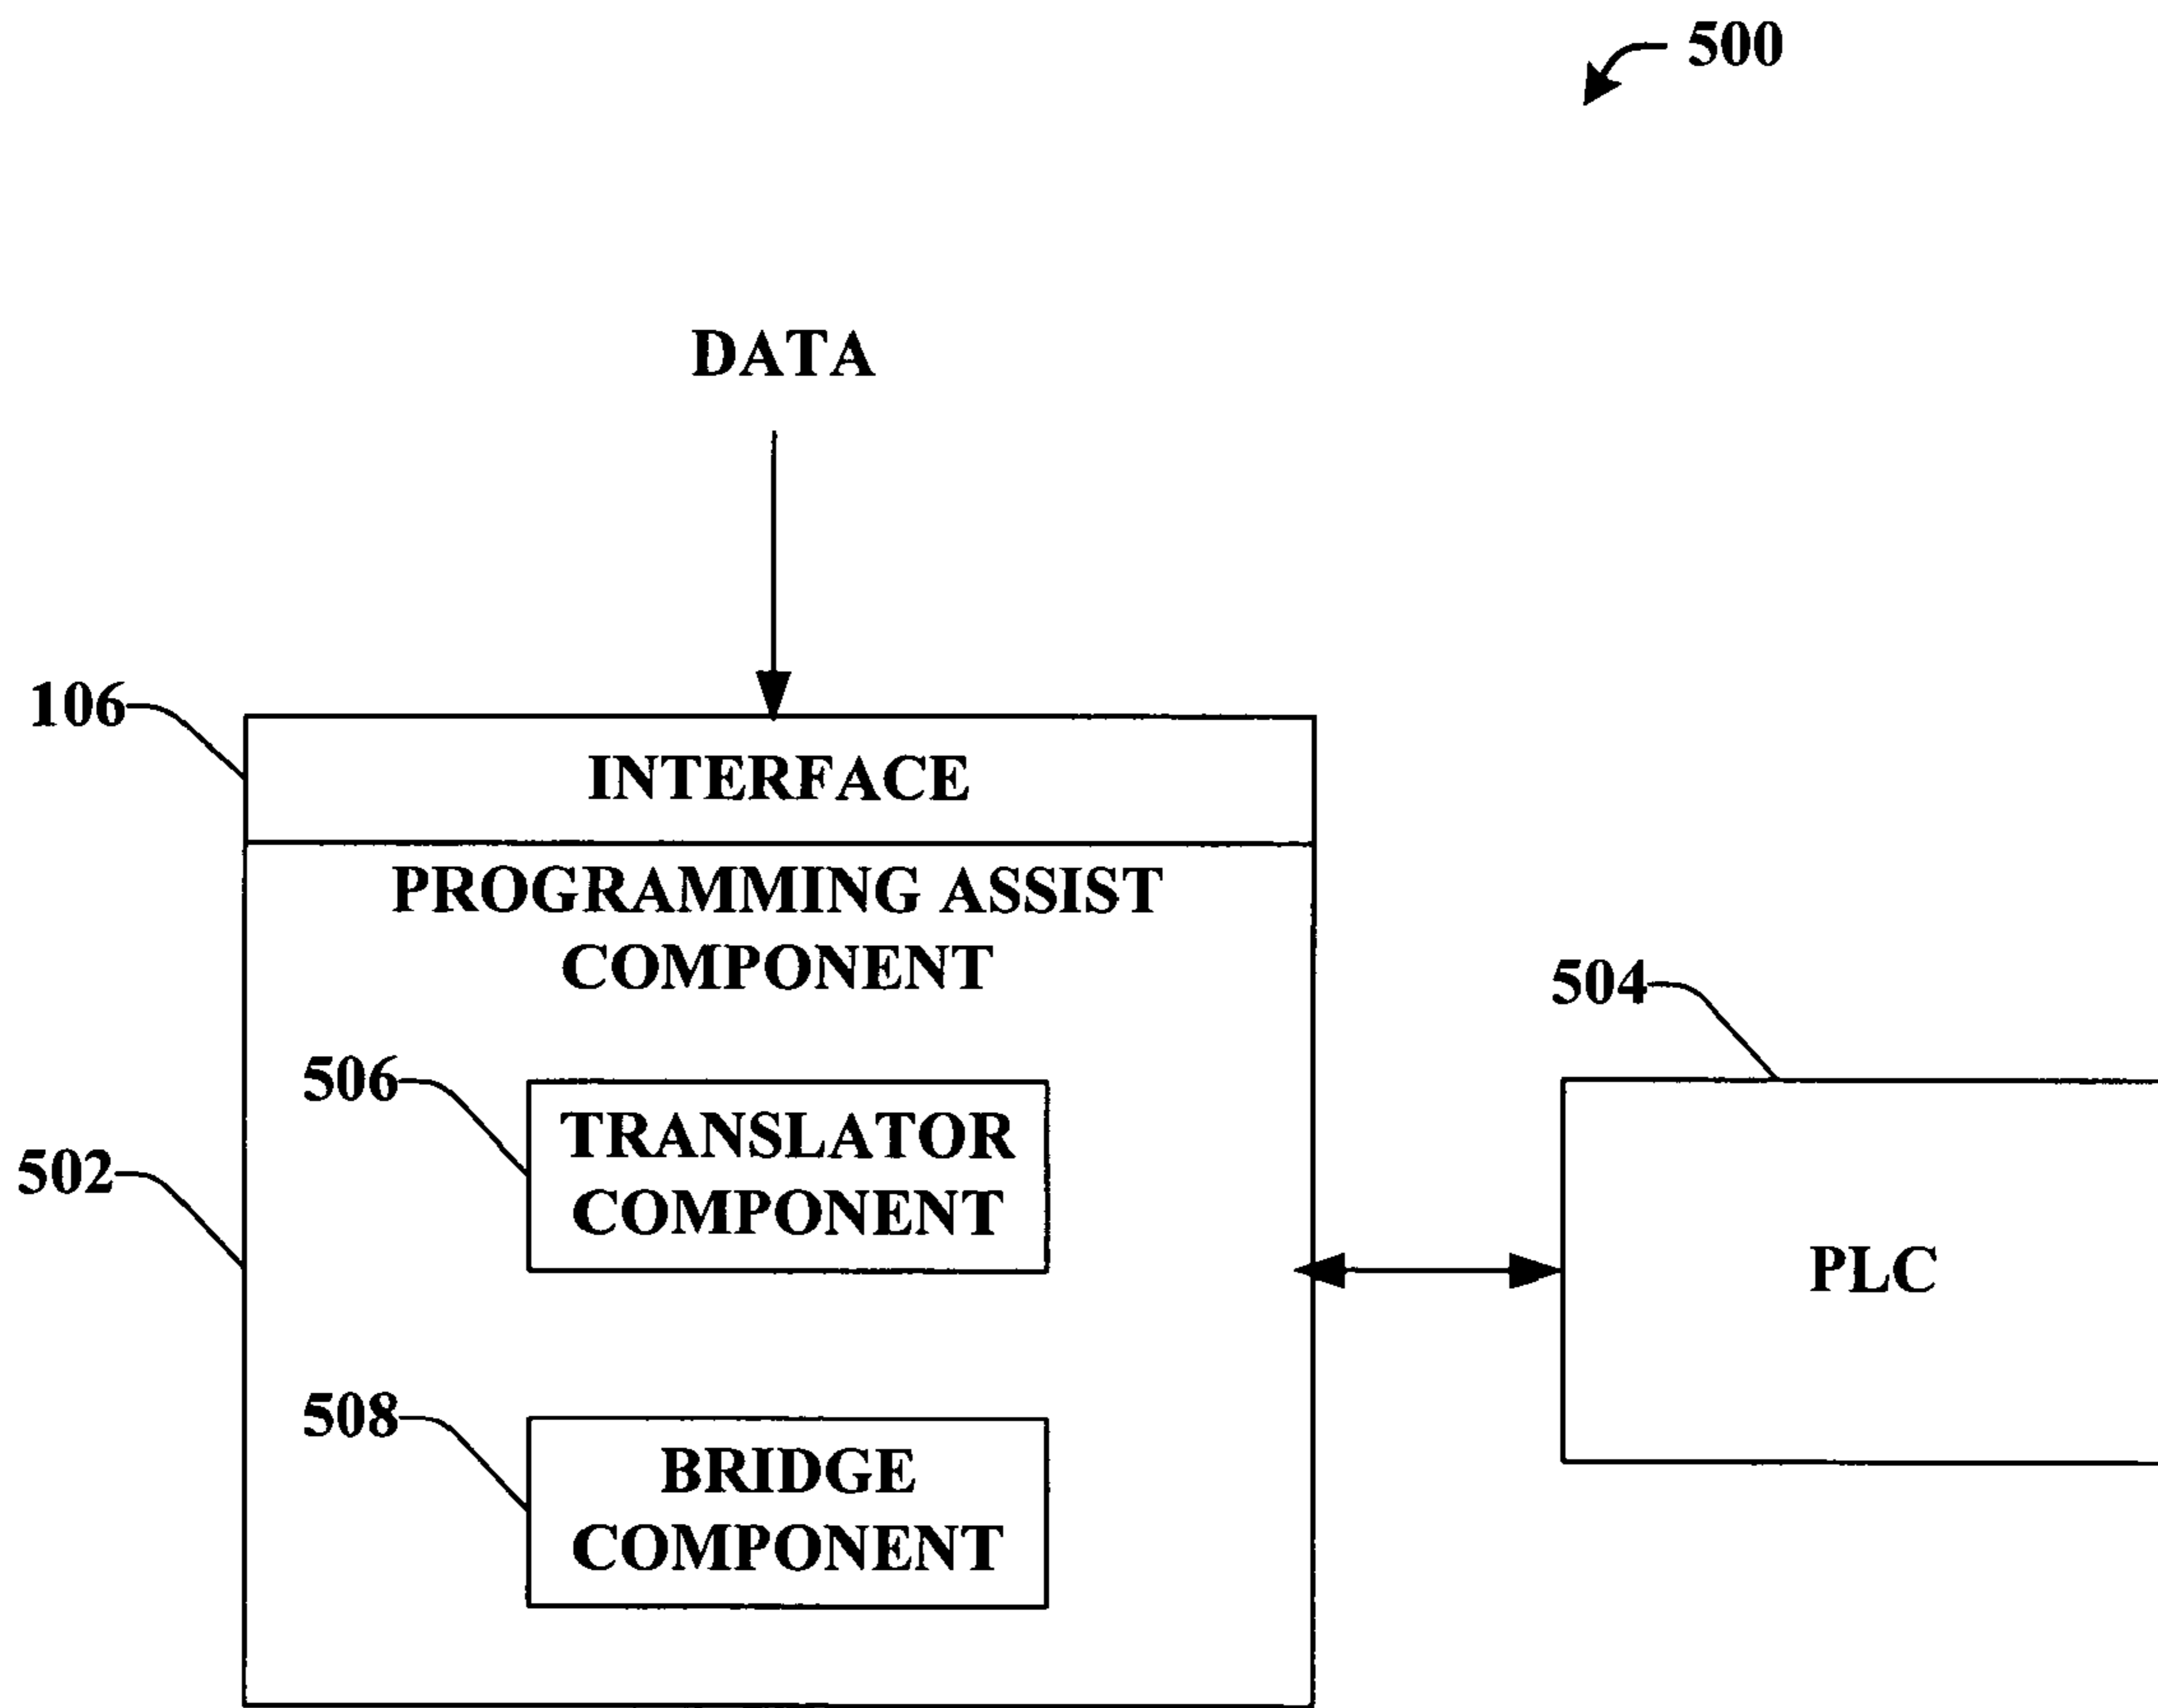 500
DATA
106
INTERFACE
PROGRAMMING ASSIST
COMPONENT
504
506
TRANSLATOR
COMPONENT
502
PLC
508
BRIDGE
COMPONENT